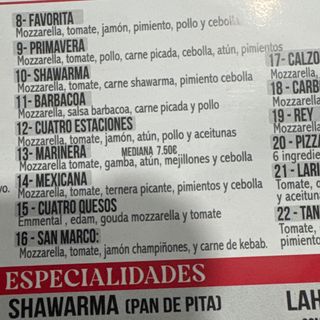 8- FAVORITA
Mozzarella, tomate, jamón, pimiento, pollo y cebolla
9- PRIMAVERA
Mozzarella, tomate, pollo, carne picada, cebolla, atún, pimientos
10- SHAWARMA
Mozzarella, tomate, carne shawarma, pimiento cebolla
11- BARBACOA
Mozzarella, salsa barbacoa, carne picada y pollo
12- CUATRO ESTACIONES
Mozzarella, tomate, jamón, atún, pollo y aceitunas
13- MARINERA MEDIANA 7.50€
Mozzarella tomate, gamba, atún, mejillones y cebolla
14- MEXICANA
Mozzarella, tomate, ternera picante, pimientos y cebolla
15 - CUATRO QUESOS
Emmental , edam, gouda mozzarella y tomate
16 - SAN MARCO:
Mozzarella, tomate, jamón champiñones, y carne de kebab.
vo.
17- CALZO
Mozzarella,
18 - CARB
Mozzarella
19 - REY
Mozzarella
20 - PIZZA
6 ingredie
21 - LARI
Tomate,
y aceituna
22 - TAN
Tomate,
pimiento
ESPECIALIDADES
SHAWARMA (PAN DE PITA)
LAH